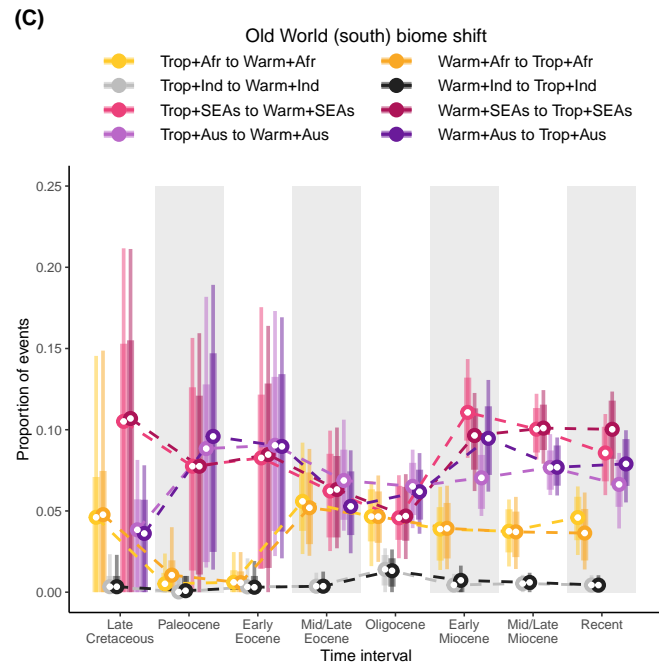 (C)
Old World (south) biome shift
Trop+Afr to Warm+Afr
Warm+Afr to Trop+Afr
Trop+Ind to Warm+Ind
Warm+Ind to Trop+Ind
Trop+SEAs to Warm+SEAs
Warm+SEAs to Trop+SEAs
Trop+Aus to Warm+Aus
Warm+Aus to Trop+Aus
0.25
0.20
0.15
0.10
0.05
0.00
Proportion of events
Late
Cretaceous
Paleocene
Early
Eocene
Mid/Late
Eocene
Oligocene
Early
Miocene
Mid/Late
Miocene
Recent
Time interval